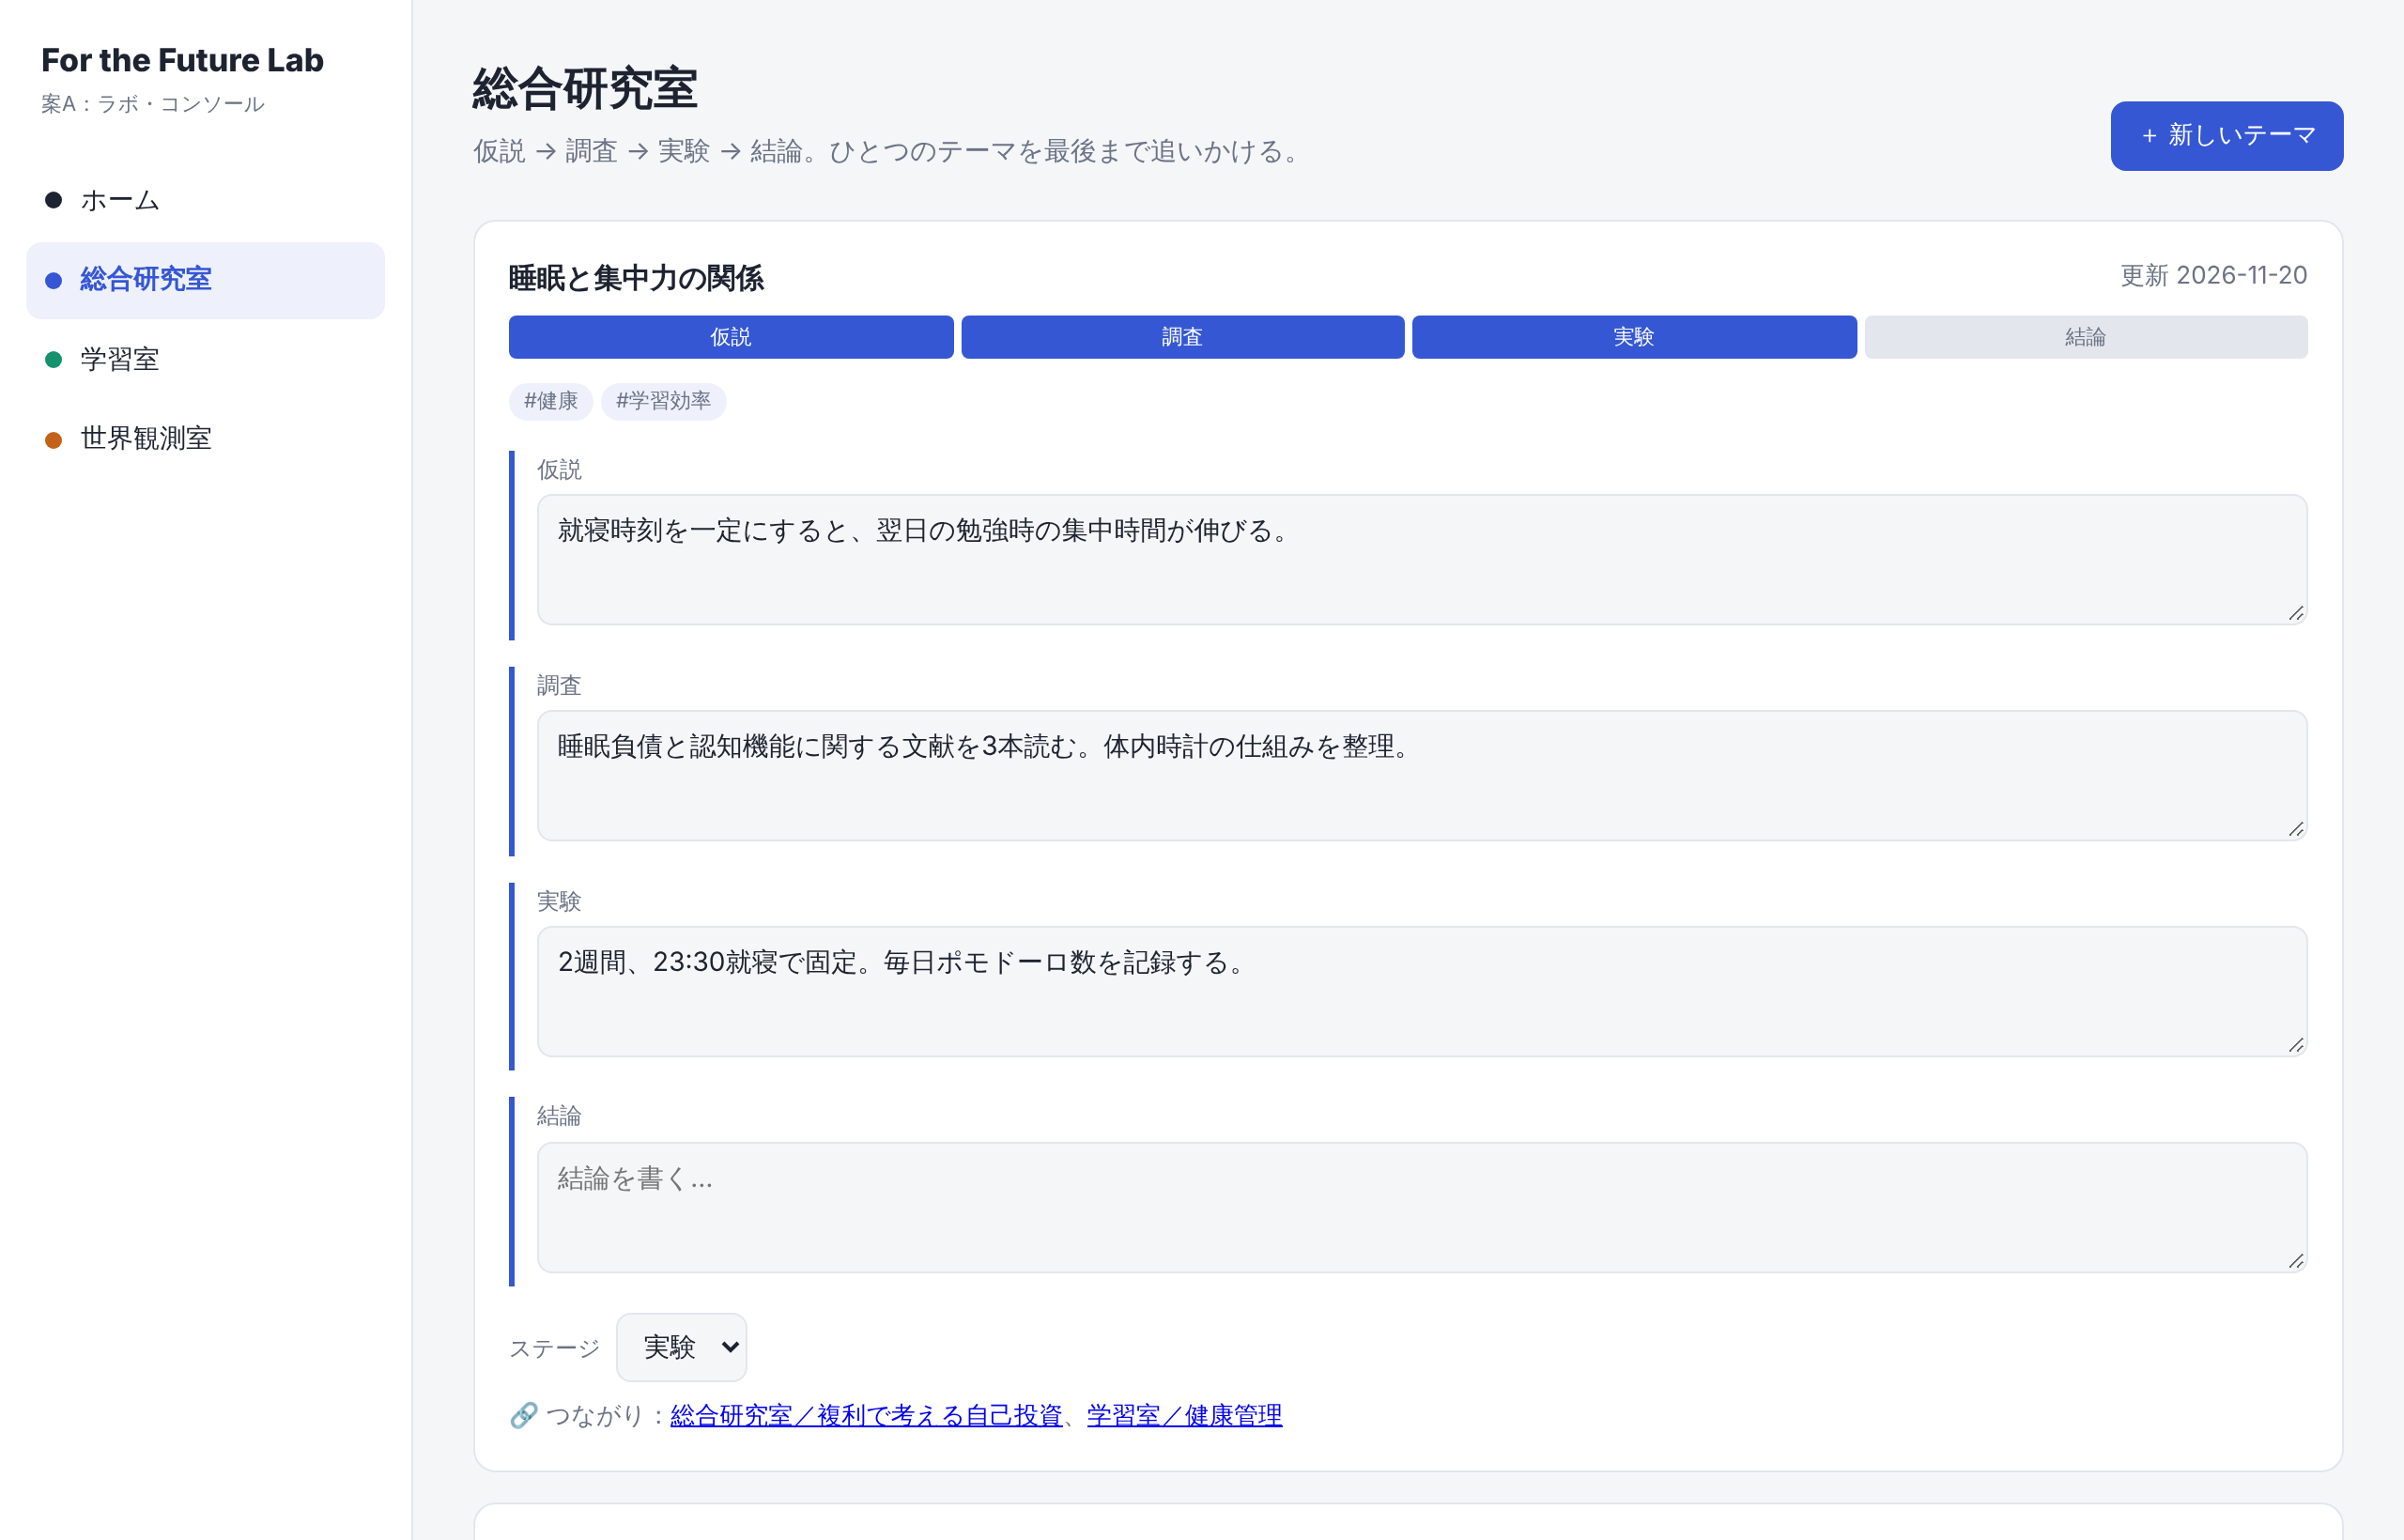 For the Future Lab
案A：ラボ・コンソール
ホーム
総合研究室
学習室
世界観測室
総合研究室
仮説 → 調査 → 実験 → 結論。ひとつのテーマを最後まで追いかける。
＋ 新しいテーマ
睡眠と集中力の関係
更新 2026-11-20
仮説
調査
実験
結論
#健康
#学習効率
仮説
就寝時刻を一定にすると、翌日の勉強時の集中時間が伸びる。
調査
睡眠負債と認知機能に関する文献を3本読む。体内時計の仕組みを整理。
実験
2週間、23:30就寝で固定。毎日ポモドーロ数を記録する。
結論
結論を書く…
ステージ
実験
🔗 つながり：総合研究室／複利で考える自己投資、学習室／健康管理